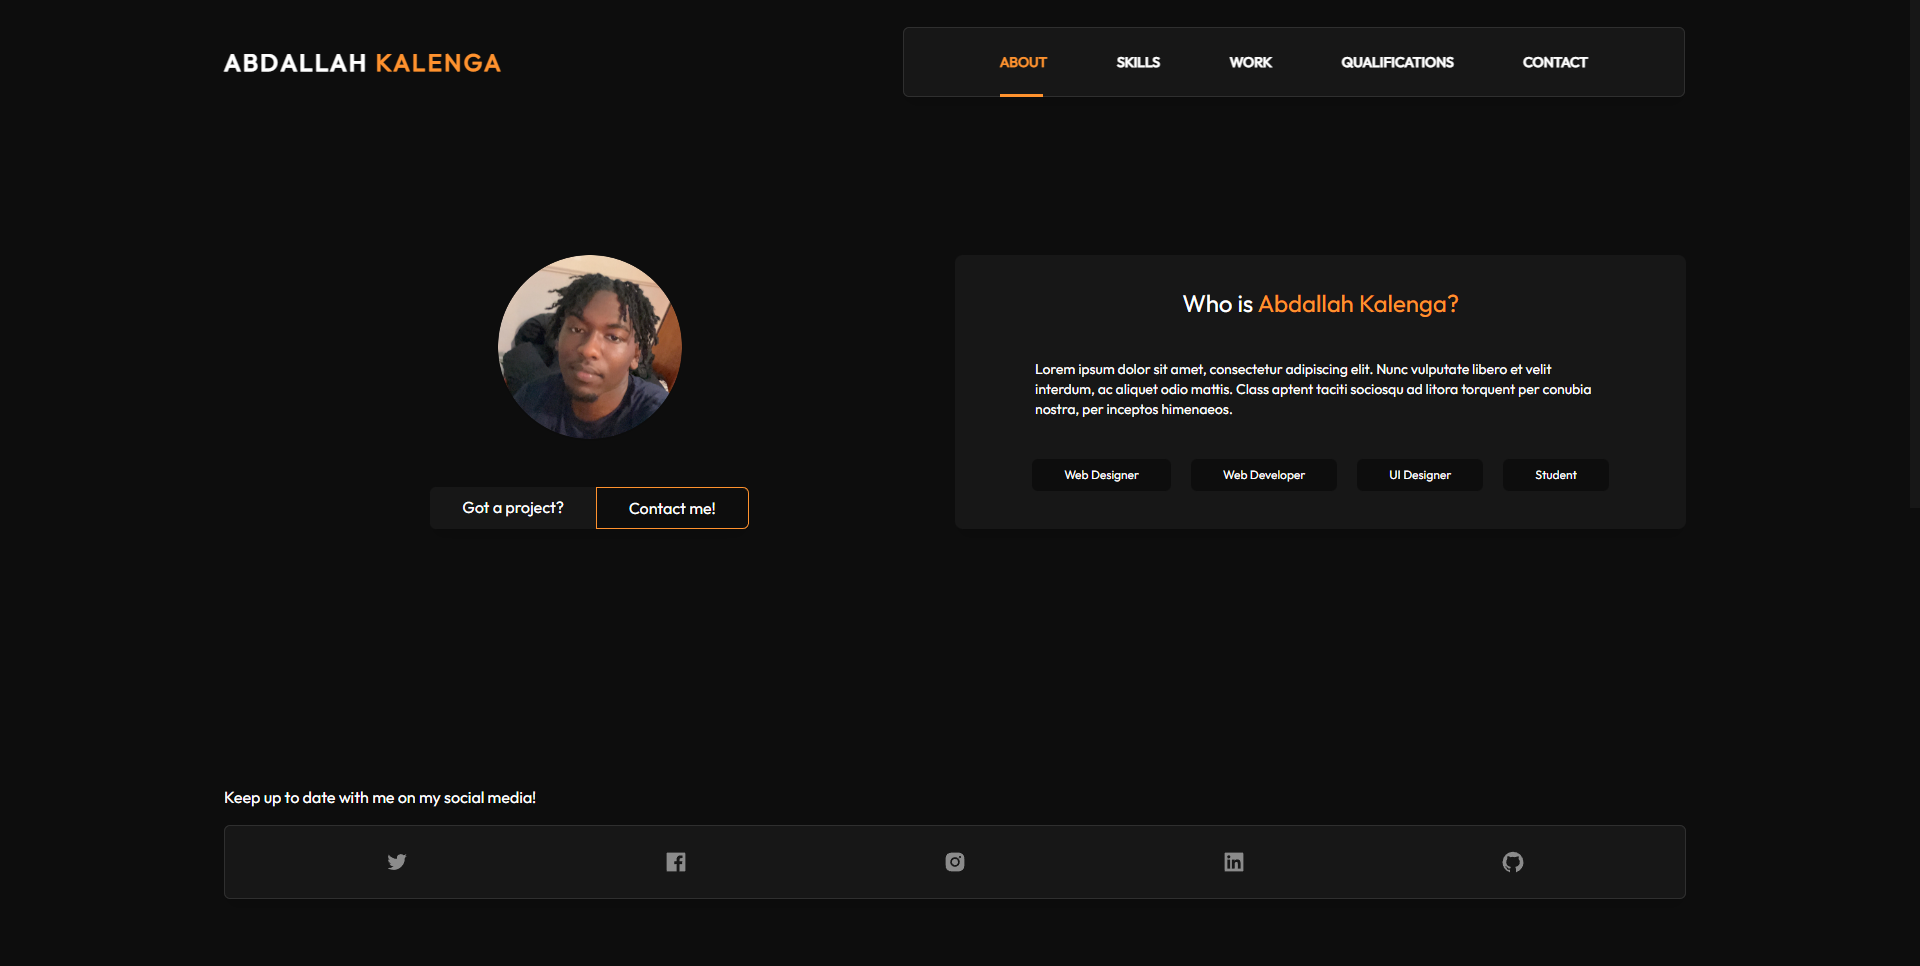 ABDALLAH KALENGA
ABOUT SKILLS WORK QUALIFICATIONS CONTACT
Who is Abdallah Kalenga?
Lorem ipsum dolor sit amet, consectetur adipiscing elit. Nunc vulputate libero et velit
interdum, ac aliquet odio mattis. Class aptent taciti sociosqu ad litora torquent per conubia
nostra, per inceptos himenaeos.
Web Designer Web Developer UI Designer Student
Got a project? Contact me!
Keep up to date with me on my social media!